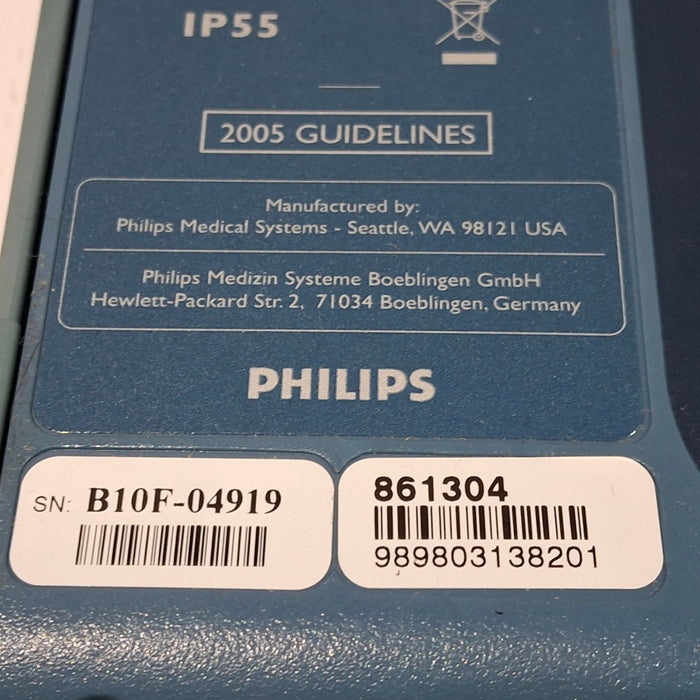 IP55
2005 GUIDELINES
Manufactured by:
Philips Medical Systems - Seattle, WA 98121 USA
Philips Medizin Systeme Boeblingen GmbH
Hewlett-Packard Str. 2, 71034 Boeblingen, Germany
PHILIPS
SN: B10F-04919
861304
989803138201